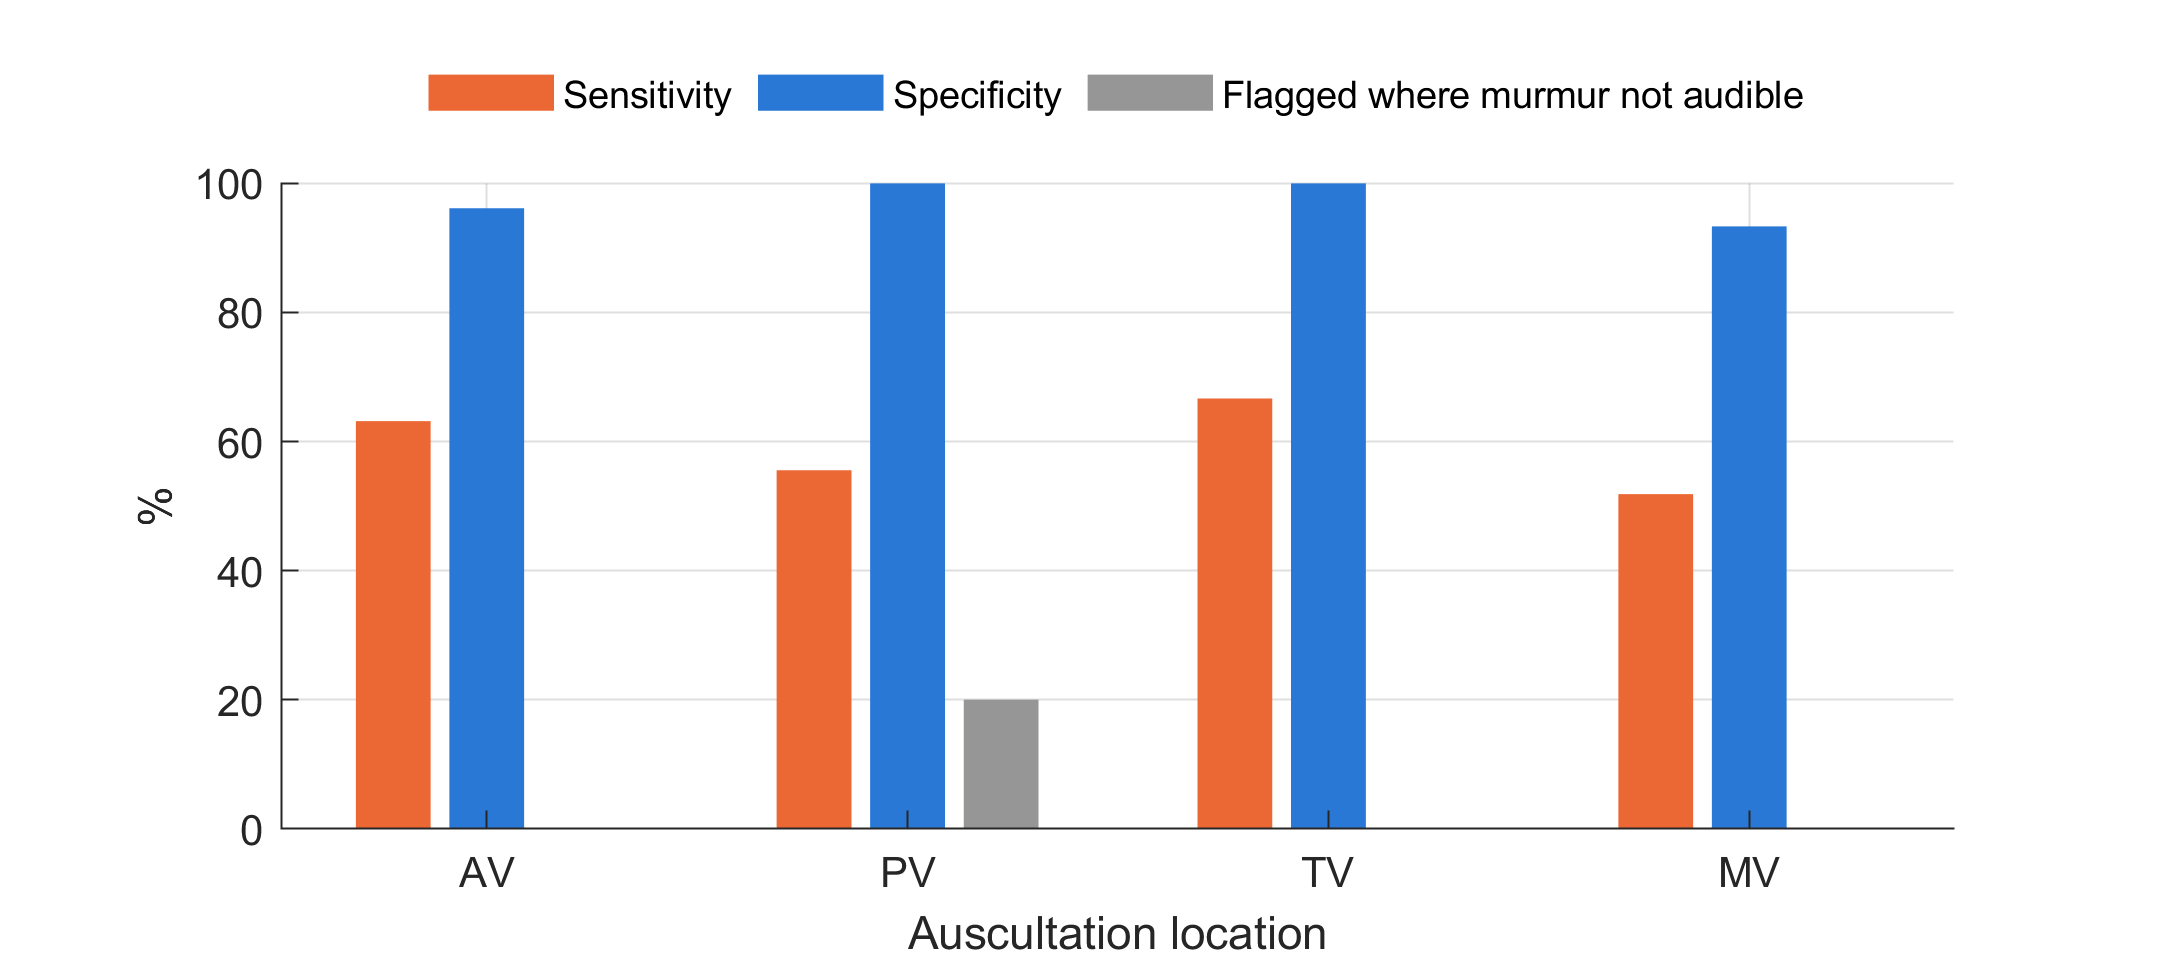 Sensitivity Specificity Flagged where murmur not audible
100
80
60
40
20
0
%
AV PV TV MV
Auscultation location